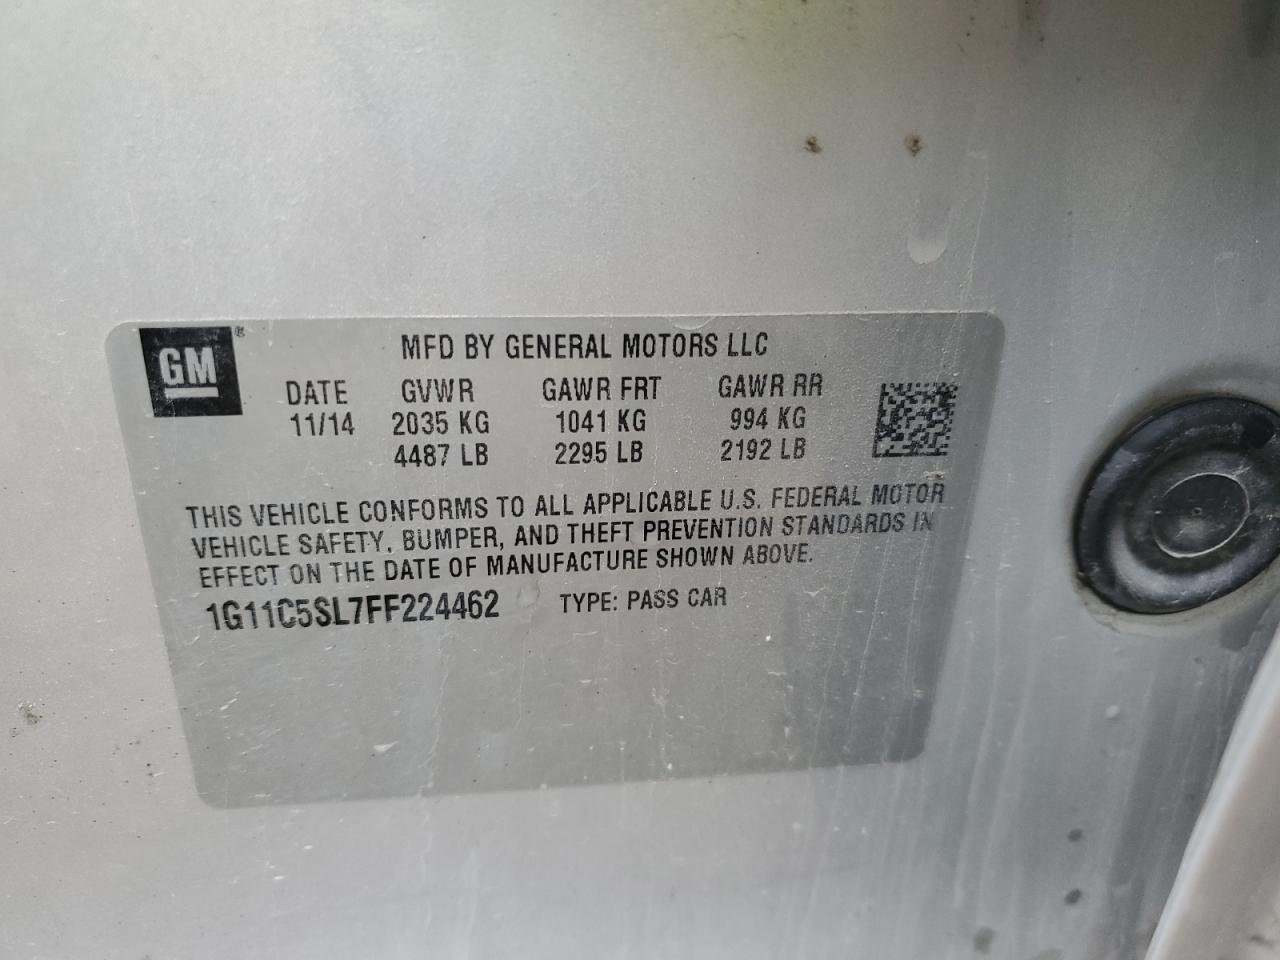 GM®
MFD BY GENERAL MOTORS LLC
DATE GVWR GAWR FRT GAWR RR
11/14 2035 KG 1041 KG 994 KG
4487 LB 2295 LB 2192 LB
THIS VEHICLE CONFORMS TO ALL APPLICABLE U.S. FEDERAL MOTOR
VEHICLE SAFETY, BUMPER, AND THEFT PREVENTION STANDARDS IN
EFFECT ON THE DATE OF MANUFACTURE SHOWN ABOVE.
1G11C5SL7FF224462 TYPE: PASS CAR